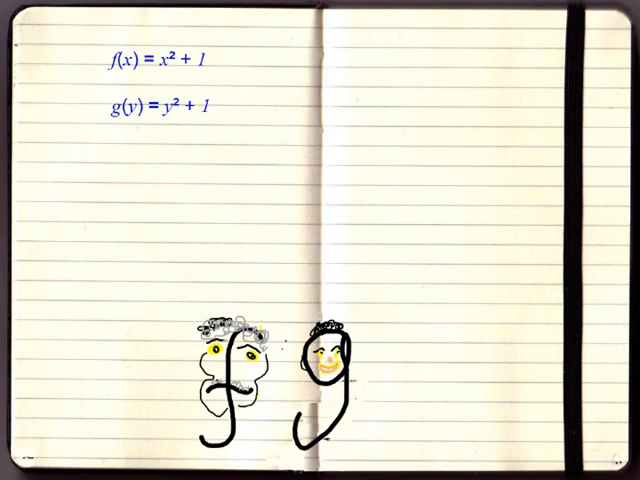 f(x) = x² + 1
g(y) = y² + 1
f g